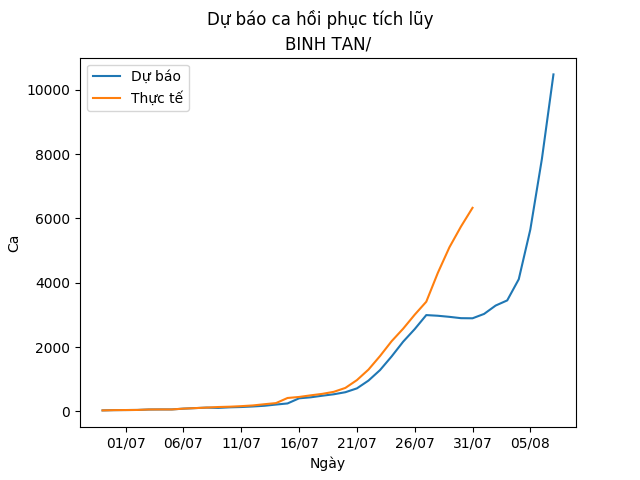 Dự báo ca hồi phục tích lũy
BINH TAN/
Dự báo
Thực tế
10000
8000
6000
4000
2000
0
Ca
01/07 06/07 11/07 16/07 21/07 26/07 31/07 05/08
Ngày